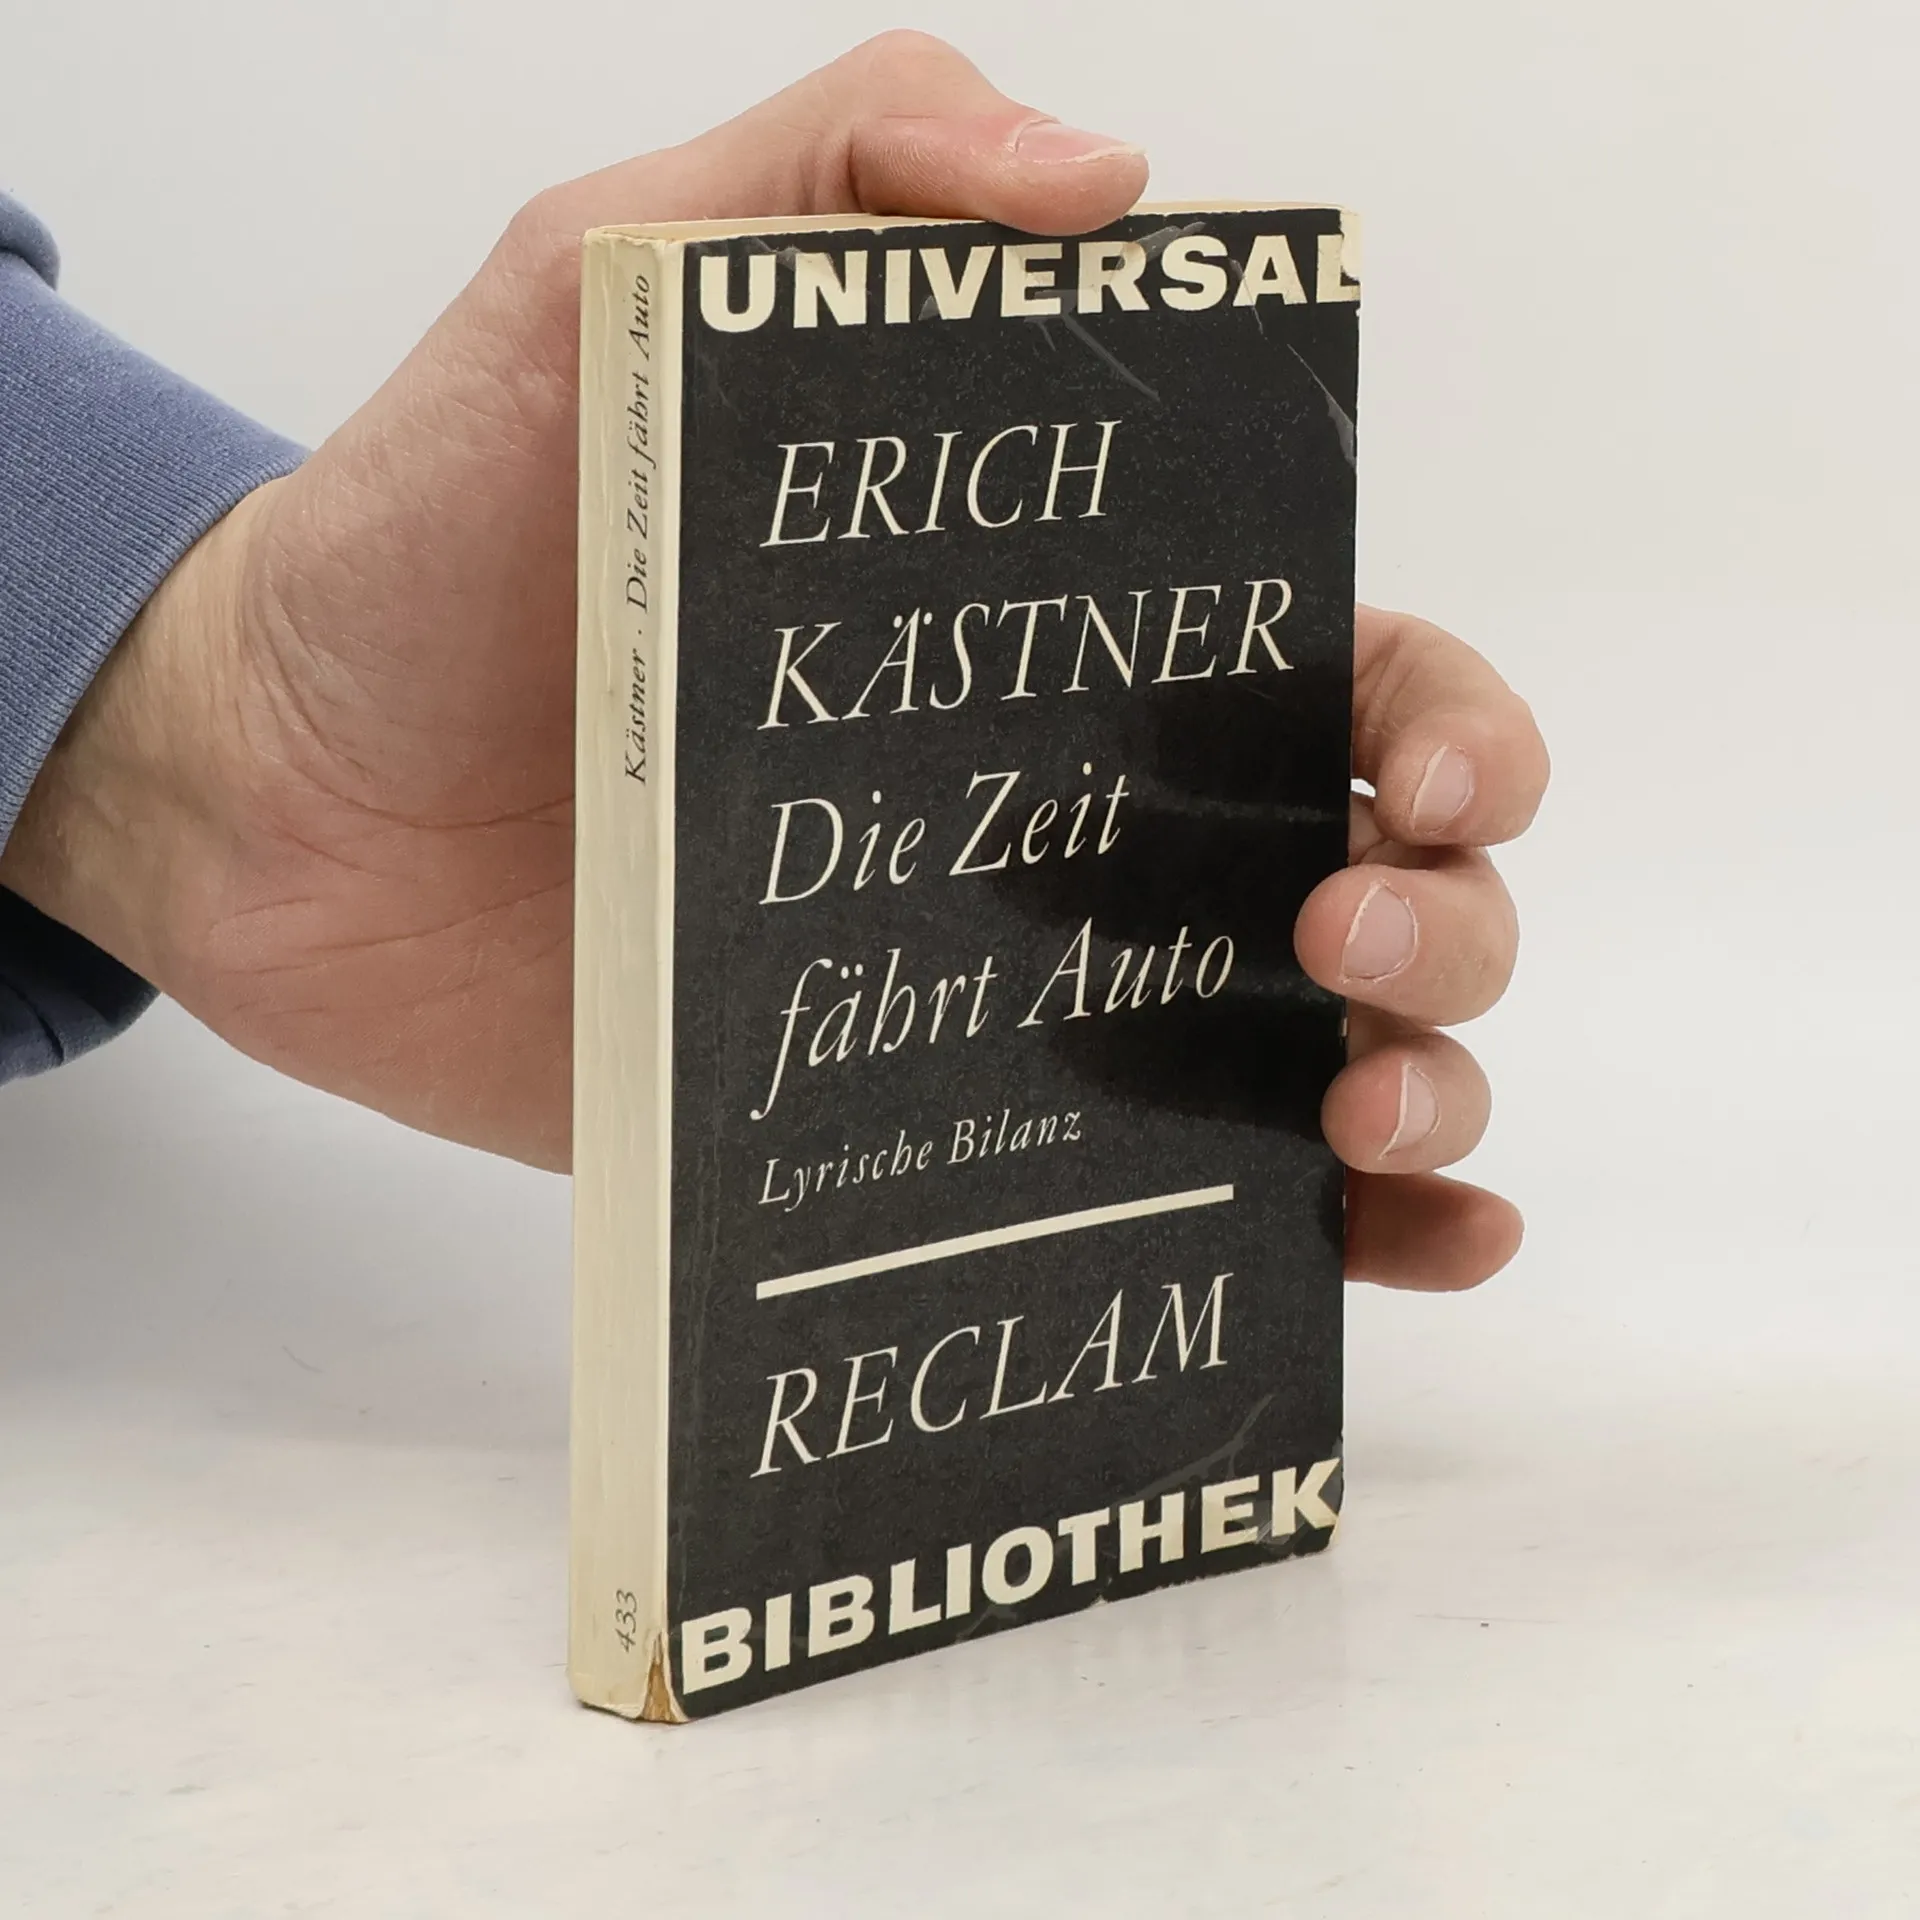 Kästner · Die Zeit fährt Auto
433
UNIVERSAL
ERICH
KÄSTNER
Die Zeit
fährt Auto
Lyrische Bilanz
RECLAM
BIBLIOTHEK